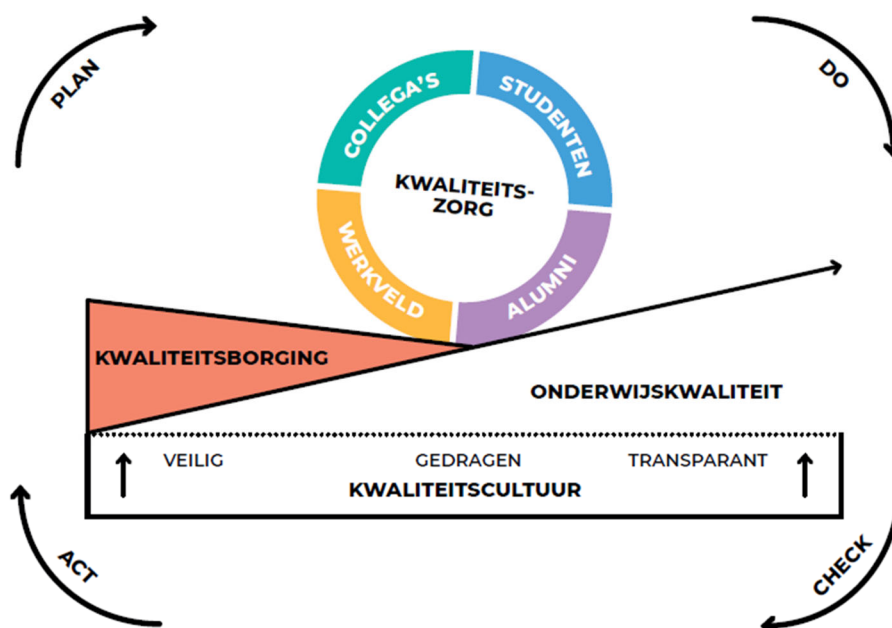 PLAN
DO
COLLEGA'S
STUDENTEN
KWALITEITS-
ZORG
WERKVELD
ALUMNI
KWALITEITSBORGING
ONDERWIJSKWALITEIT
VEILIG
GEDRAGEN
TRANSPARANT
KWALITEITSCULTUUR
ACT
CHECK